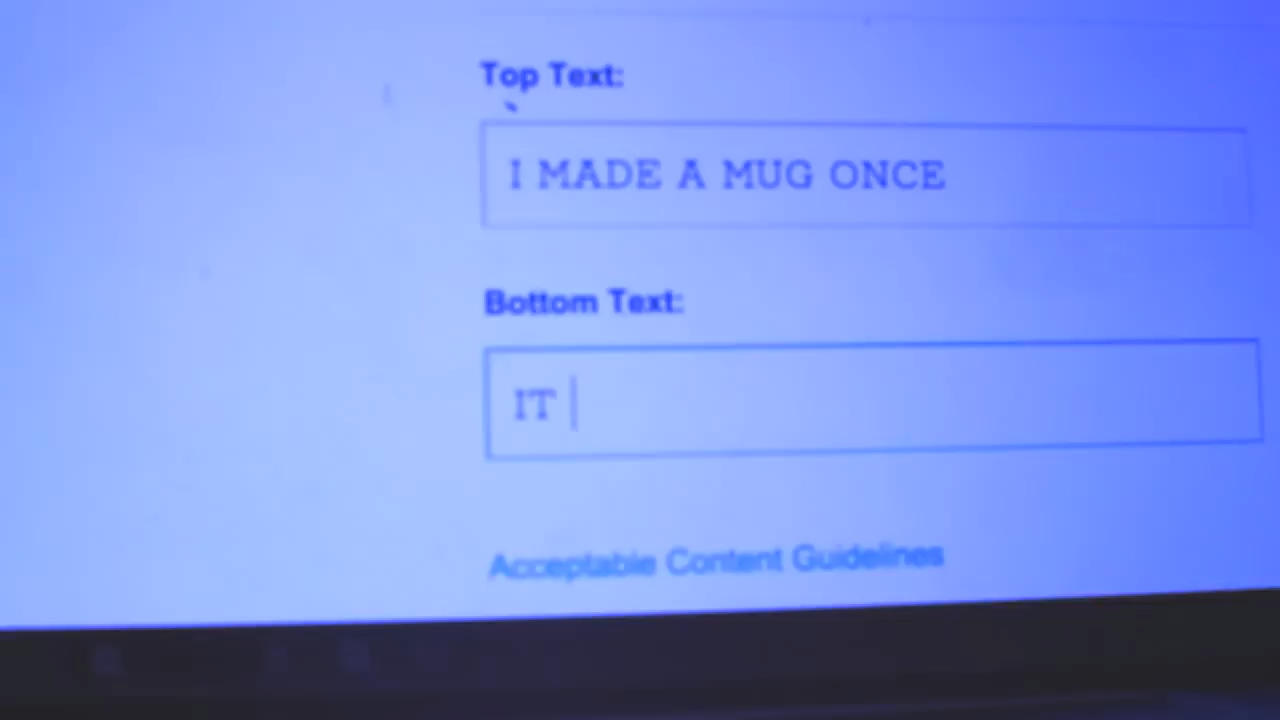 Top Text:
I MADE A MUG ONCE
Bottom Text:
IT
Acceptable Content Guidelines